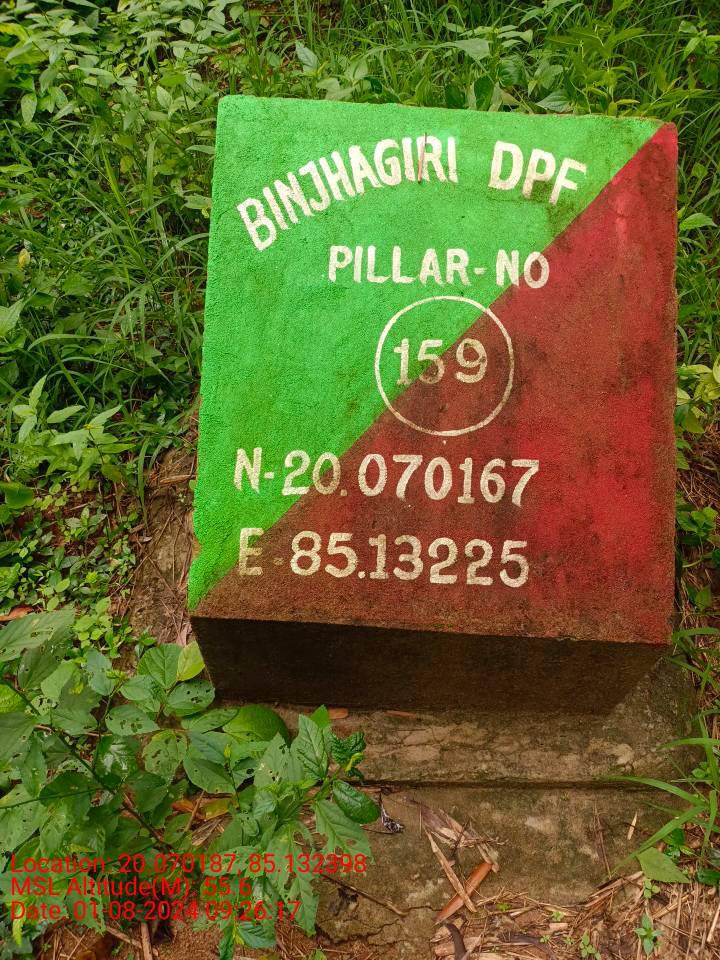 BINJHAGIRI DPF
PILLAR-NO
159
N-20.070167
E-85.13225
Location: 20.070187, 85.132398
MSL Altitude(M): 55.6
Date: 01-08-2024 09:26:17